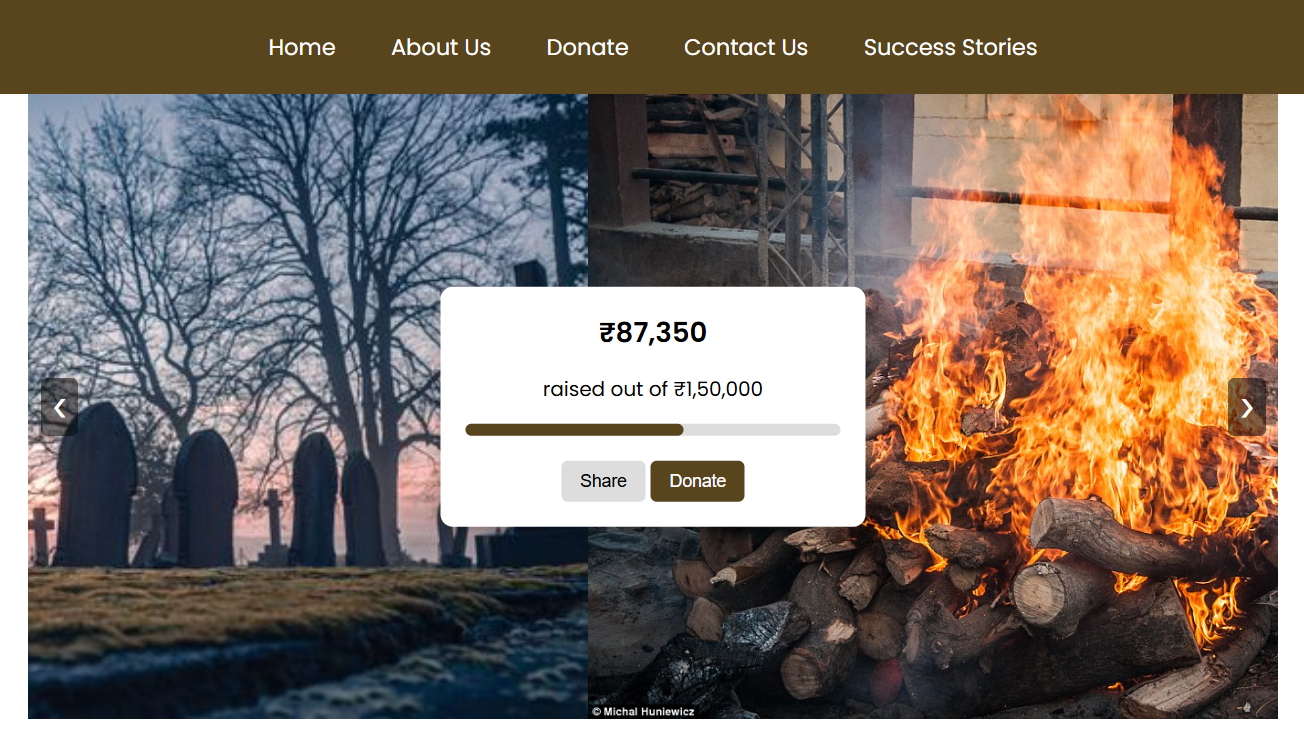 Home About Us Donate Contact Us Success Stories
₹87,350
raised out of ₹1,50,000
❮ ❯
Share Donate
© Michal Huniewicz